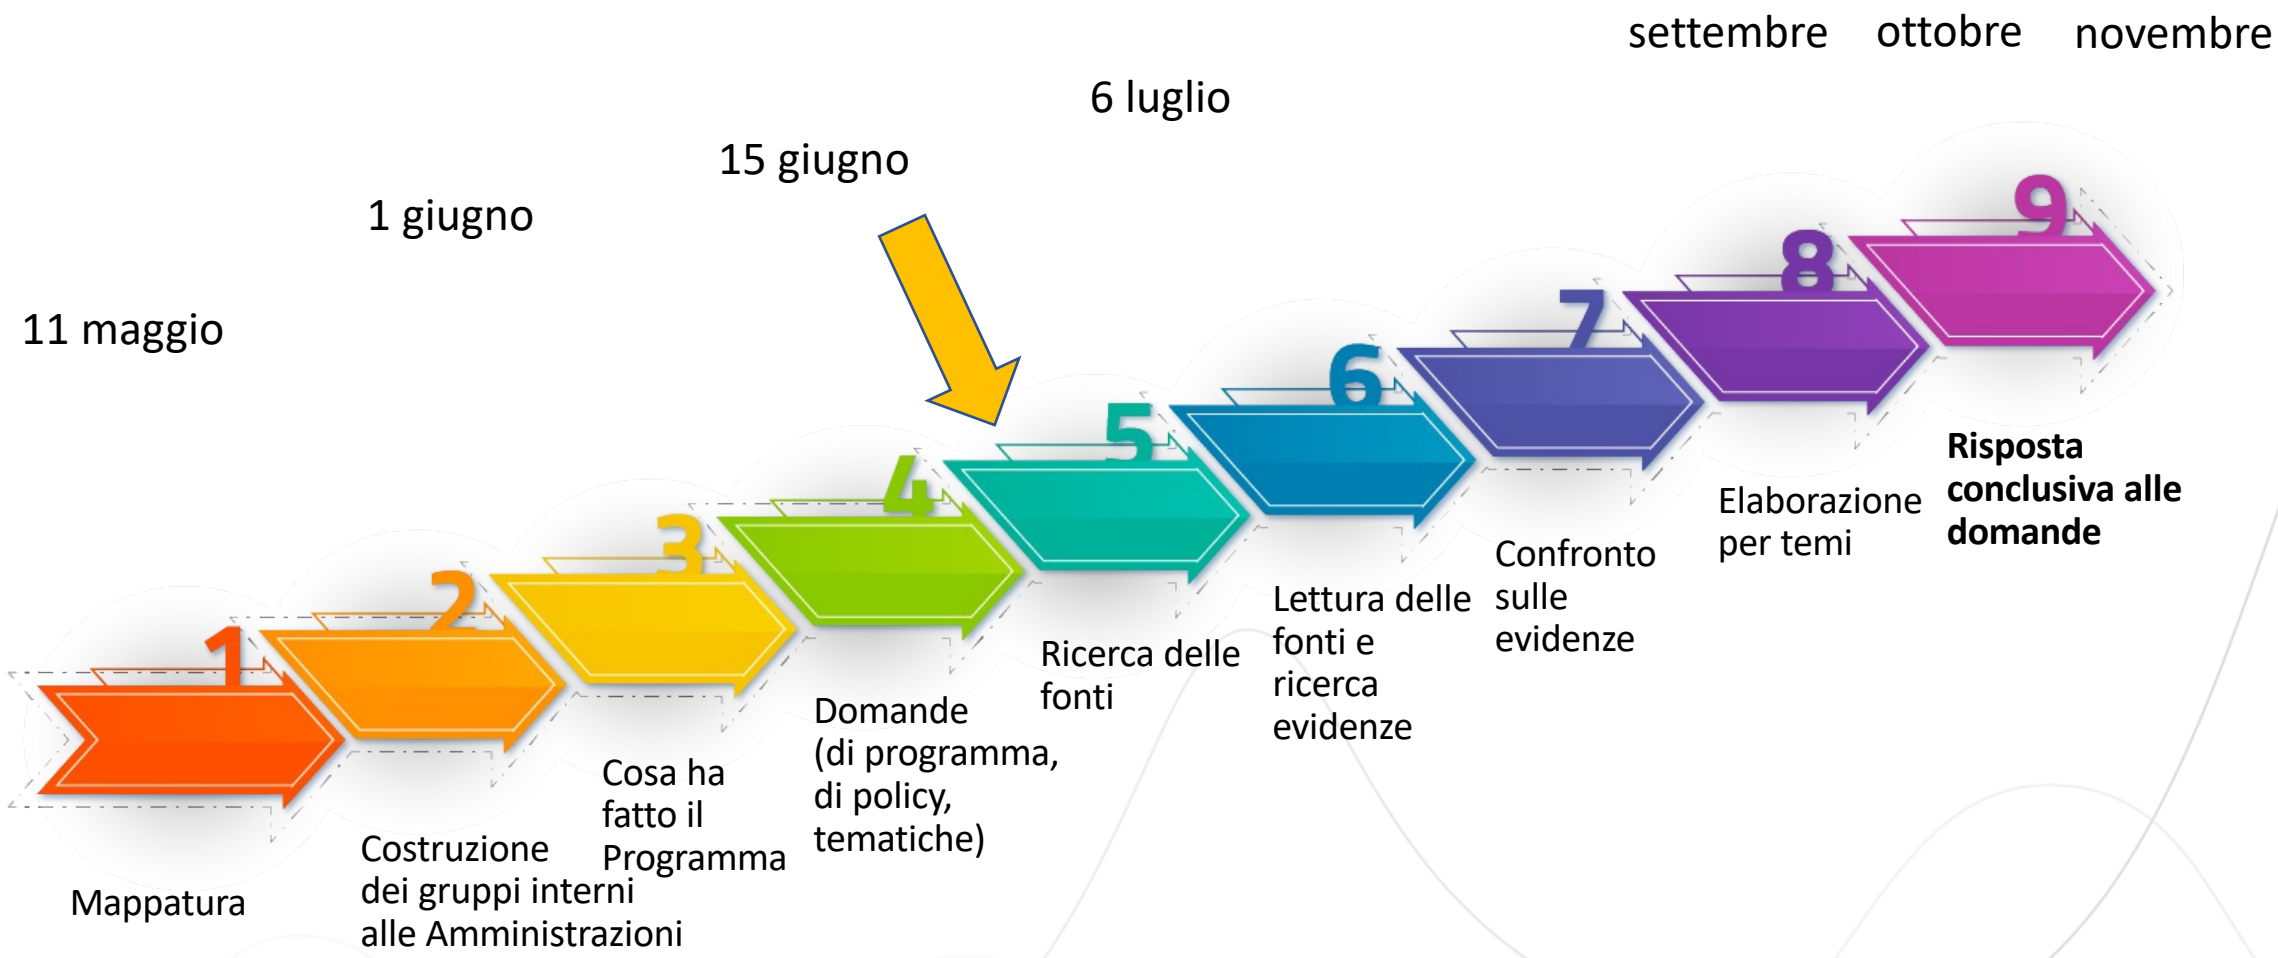 settembre ottobre novembre
6 luglio
15 giugno
1 giugno
11 maggio
1
Mappatura
2
Costruzione
dei gruppi interni
alle Amministrazioni
3
Cosa ha
fatto il
Programma
4
Domande
(di programma,
di policy,
tematiche)
5
Ricerca delle
fonti
6
Lettura delle
fonti e
ricerca
evidenze
7
Confronto
sulle
evidenze
8
Elaborazione
per temi
9
Risposta
conclusiva alle
domande